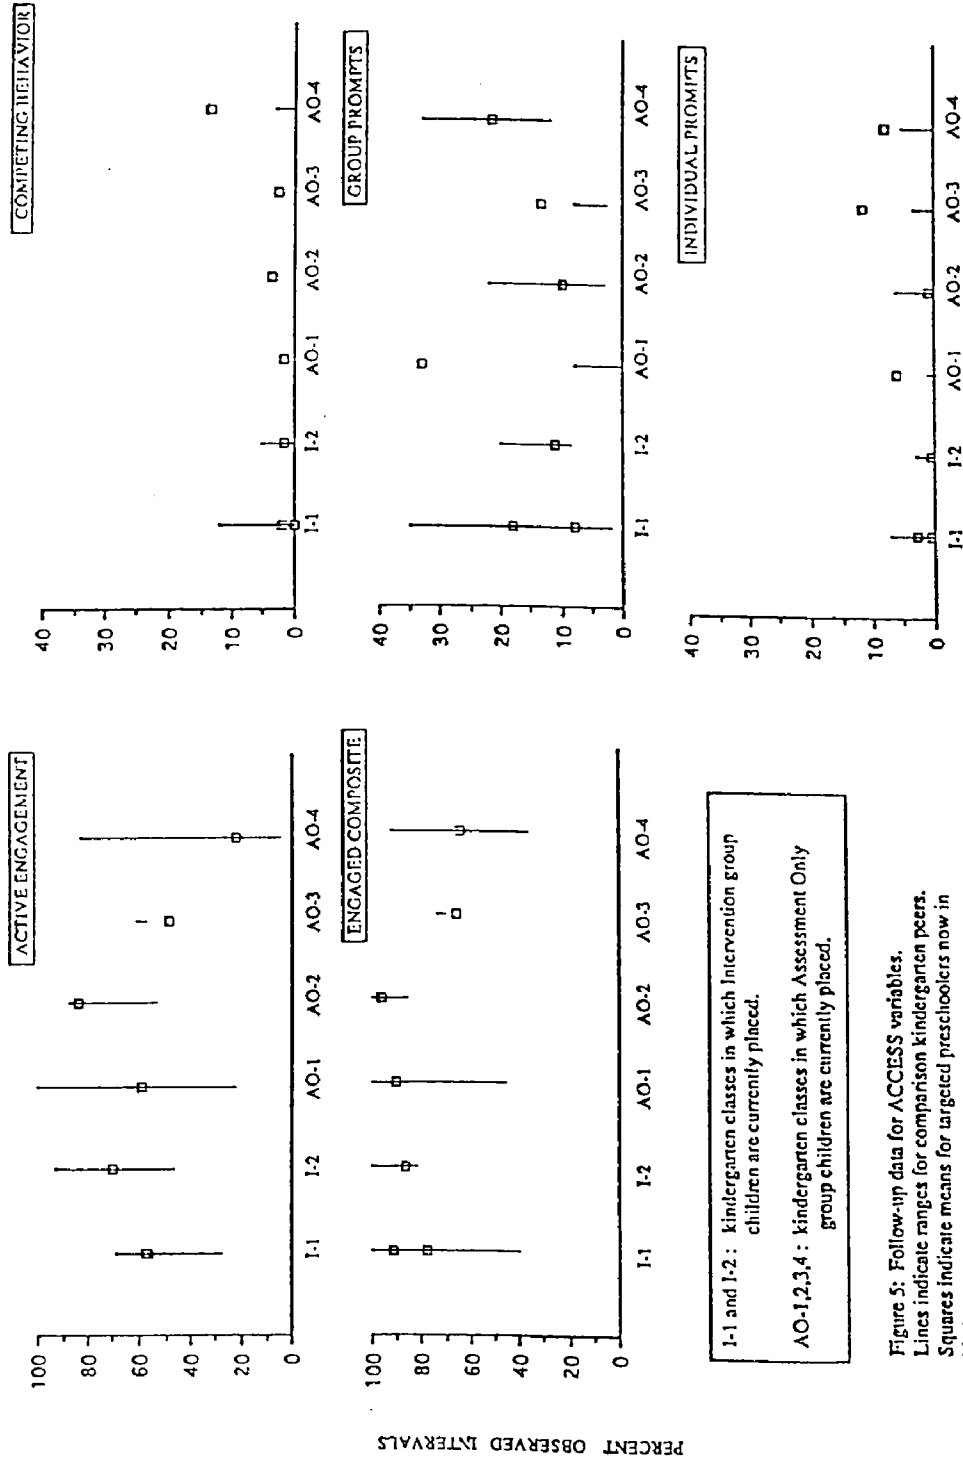 PERCENT OBSERVED INTERVALS
ACTIVE ENGAGEMENT
100
80
60
40
20
0
I-1 I-2 AO-1 AO-2 AO-3 AO-4
ENGAGED COMPOSITE
100
80
60
40
20
0
I-1 I-2 AO-1 AO-2 AO-3 AO-4
COMPETING BEHAVIOR
40
30
20
10
0
I-1 I-2 AO-1 AO-2 AO-3 AO-4
GROUP PROMPTS
40
30
20
10
0
I-1 I-2 AO-1 AO-2 AO-3 AO-4
INDIVIDUAL PROMPTS
40
30
20
10
0
I-1 I-2 AO-1 AO-2 AO-3 AO-4
I-1 and I-2 : kindergarten classes in which Intervention group
children are currently placed.
AO-1,2,3,4 : kindergarten classes in which Assessment Only
group children are currently placed.
Figure 5: Follow-up data for ACCESS variables.
Lines indicate ranges for comparison kindergarten peers.
Squares indicate means for targeted preschoolers now in